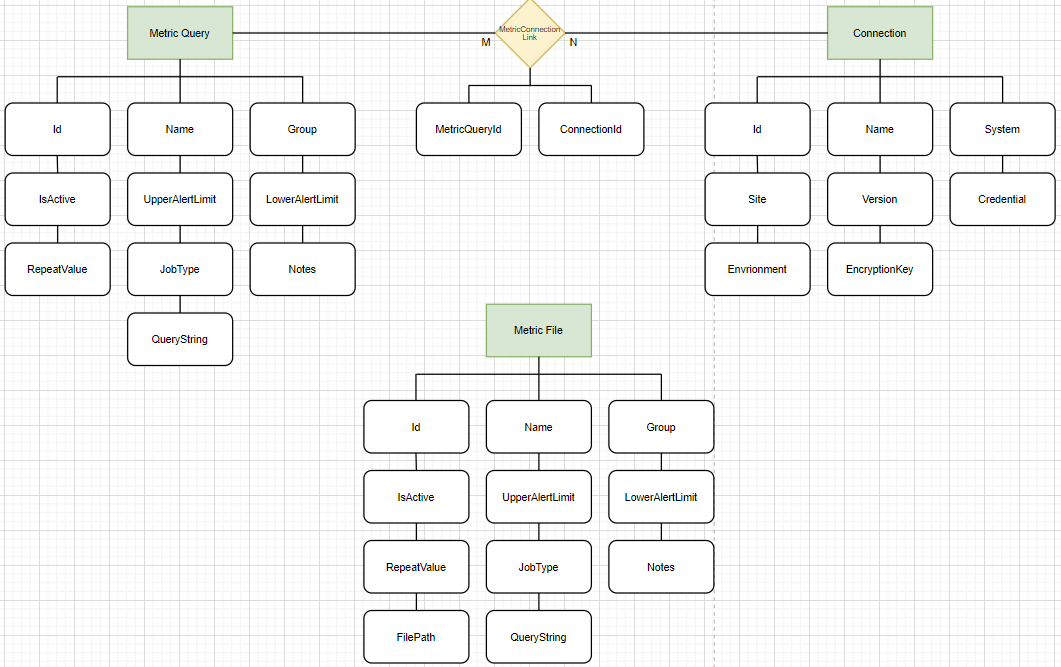 Metric Query
MetricConnection
Link
M
N
Connection
Id
Name
Group
MetricQueryId
ConnectionId
Id
Name
System
IsActive
UpperAlertLimit
LowerAlertLimit
Site
Version
Credential
RepeatValue
JobType
Notes
Envrionment
EncryptionKey
QueryString
Metric File
Id
Name
Group
IsActive
UpperAlertLimit
LowerAlertLimit
RepeatValue
JobType
Notes
FilePath
QueryString